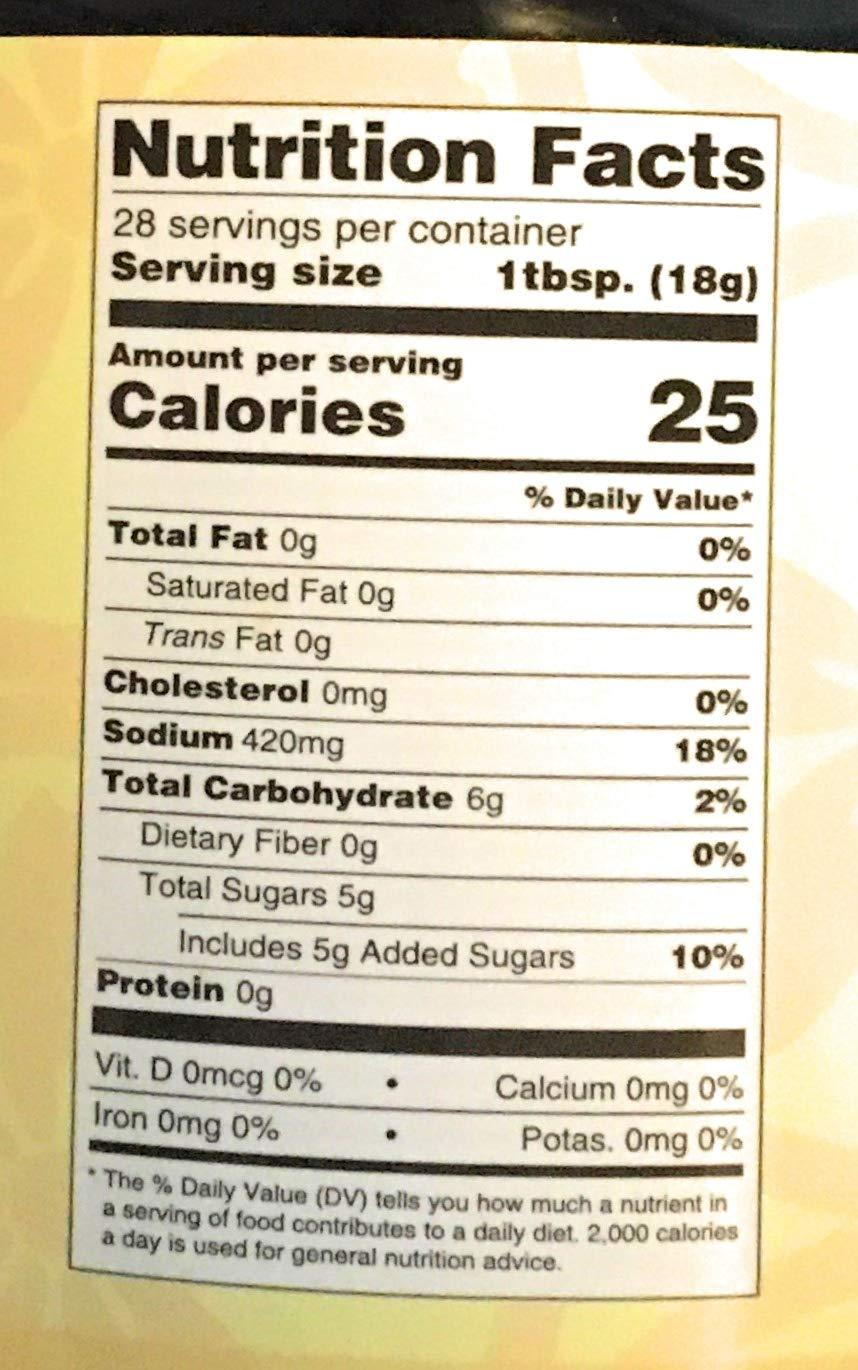 Nutrition Facts
28 servings per container
Serving size 1tbsp. (18g)
Amount per serving
Calories 25
% Daily Value*
Total Fat 0g 0%
Saturated Fat 0g 0%
Trans Fat 0g
Cholesterol 0mg 0%
Sodium 420mg 18%
Total Carbohydrate 6g 2%
Dietary Fiber 0g 0%
Total Sugars 5g
Includes 5g Added Sugars 10%
Protein 0g
Vit. D 0mcg 0% • Calcium 0mg 0%
Iron 0mg 0% • Potas. 0mg 0%
* The % Daily Value (DV) tells you how much a nutrient in
a serving of food contributes to a daily diet. 2,000 calories
a day is used for general nutrition advice.